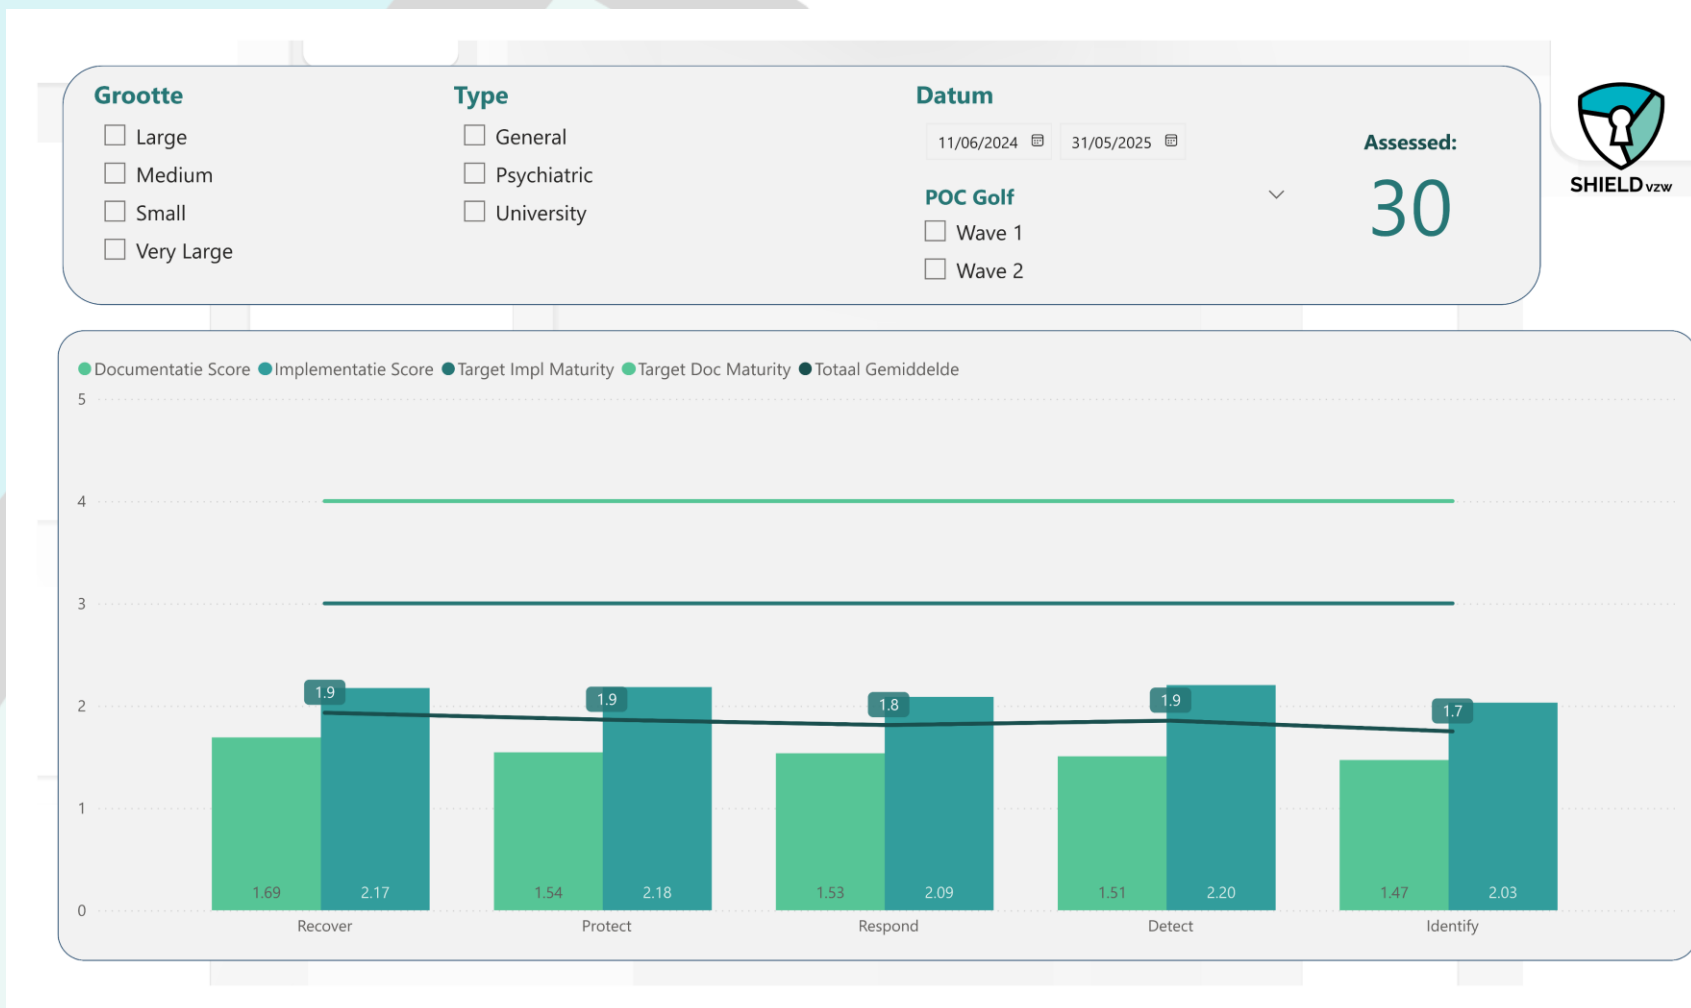 Grootte
Large
Medium
Small
Very Large
Type
General
Psychiatric
University
Datum
11/06/2024 31/05/2025
POC Golf
Wave 1
Wave 2
Assessed:
30
SHIELD vzw
Documentatie Score Implementatie Score Target Impl Maturity Target Doc Maturity Totaal Gemiddelde
5
4
3
2
1
0
1.9 1.9 1.8 1.9 1.7
1.69 2.17 1.54 2.18 1.53 2.09 1.51 2.20 1.47 2.03
Recover Protect Respond Detect Identify